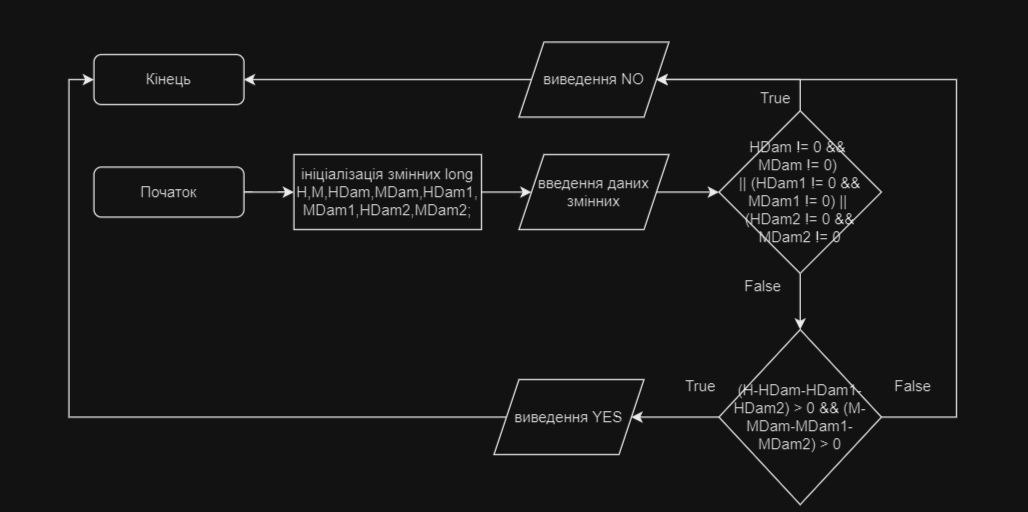 Кінець
виведення NO
True
Початок
ініціалізація змінних long
H,M,HDam,MDam,HDam1,
MDam1,HDam2,MDam2;
введення даних
змінних
HDam != 0 &&
MDam != 0)
|| (HDam1 != 0 &&
MDam1 != 0) ||
(HDam2 != 0 &&
MDam2 != 0
False
True
(H-HDam-HDam1-
HDam2) > 0 && (M-
MDam-MDam1-
MDam2) > 0
False
виведення YES